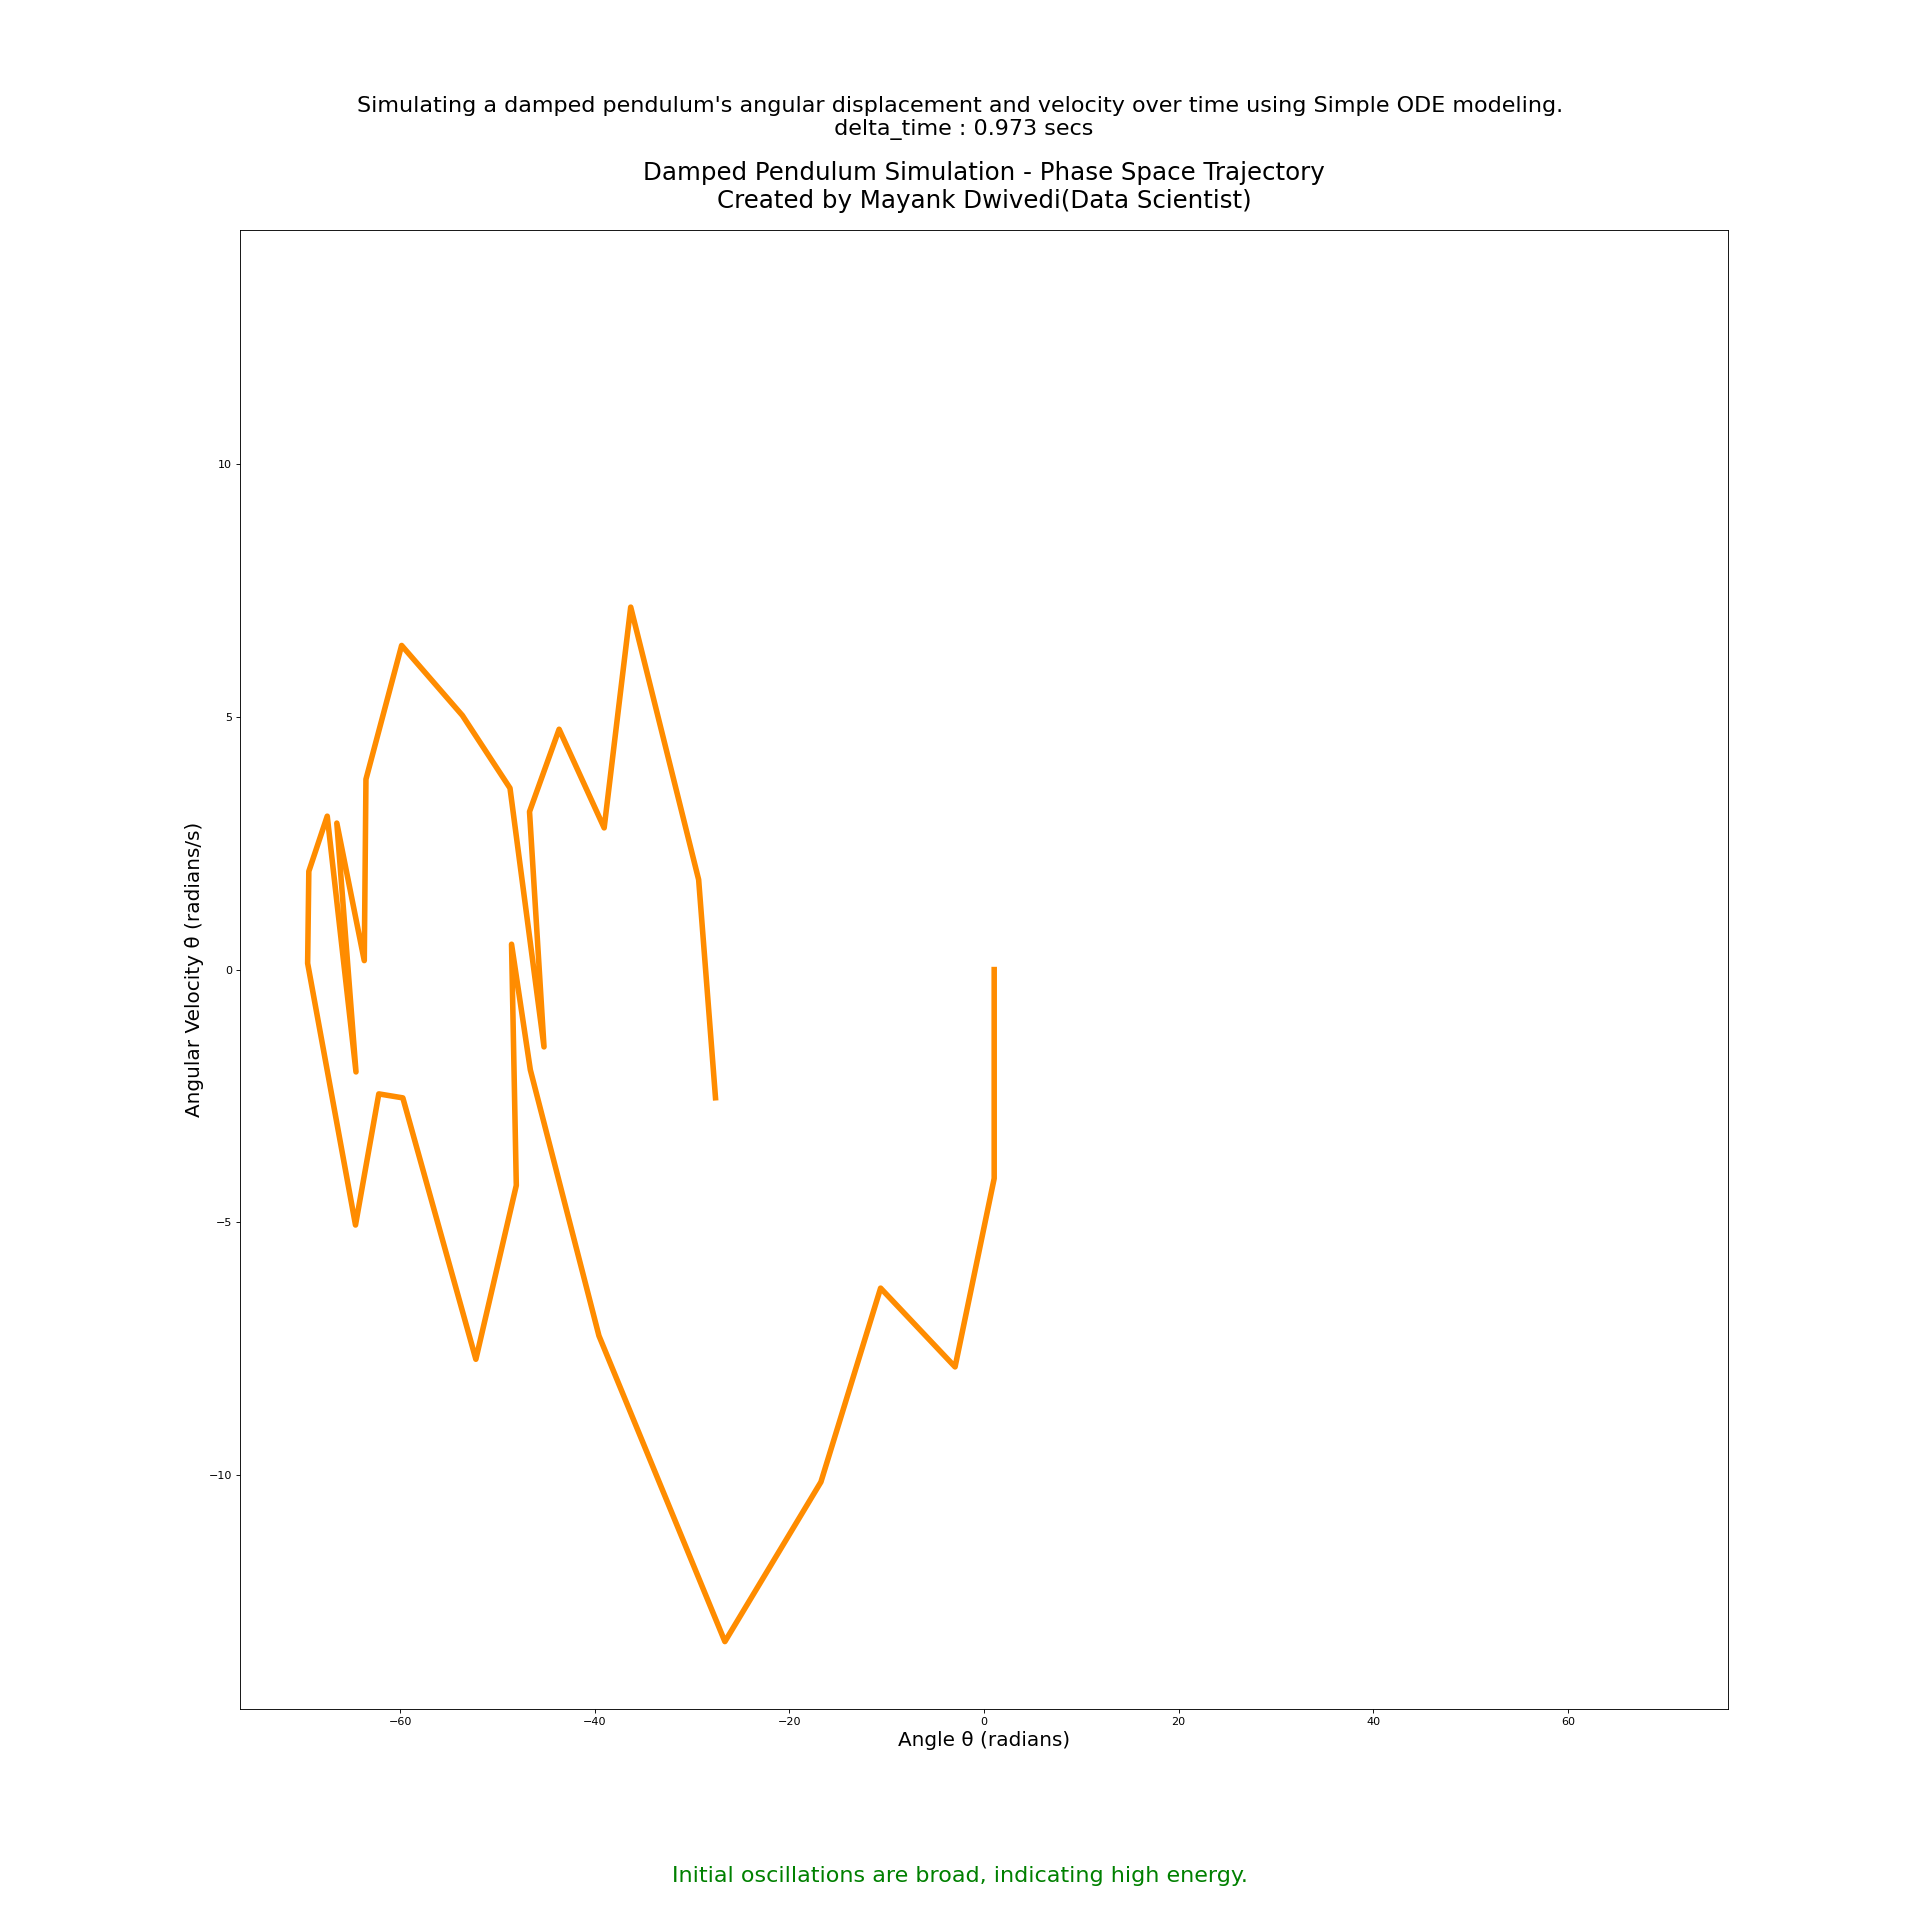 Simulating a damped pendulum's angular displacement and velocity over time using Simple ODE modeling.
delta_time : 0.973 secs
Damped Pendulum Simulation - Phase Space Trajectory
Created by Mayank Dwivedi(Data Scientist)
10
5
0
−5
−10
Angular Velocity θ (radians/s)
−60
−40
−20
0
20
40
60
Angle θ (radians)
Initial oscillations are broad, indicating high energy.